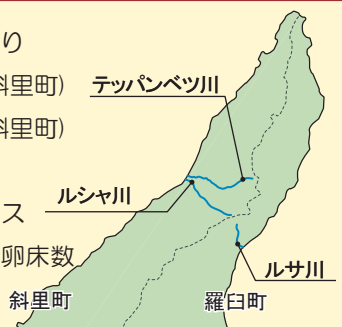 り
斜里町)
テッパンベツ川
斜里町)
ルシャ川
ス
卵床数
ルサ川
斜里町
羅臼町